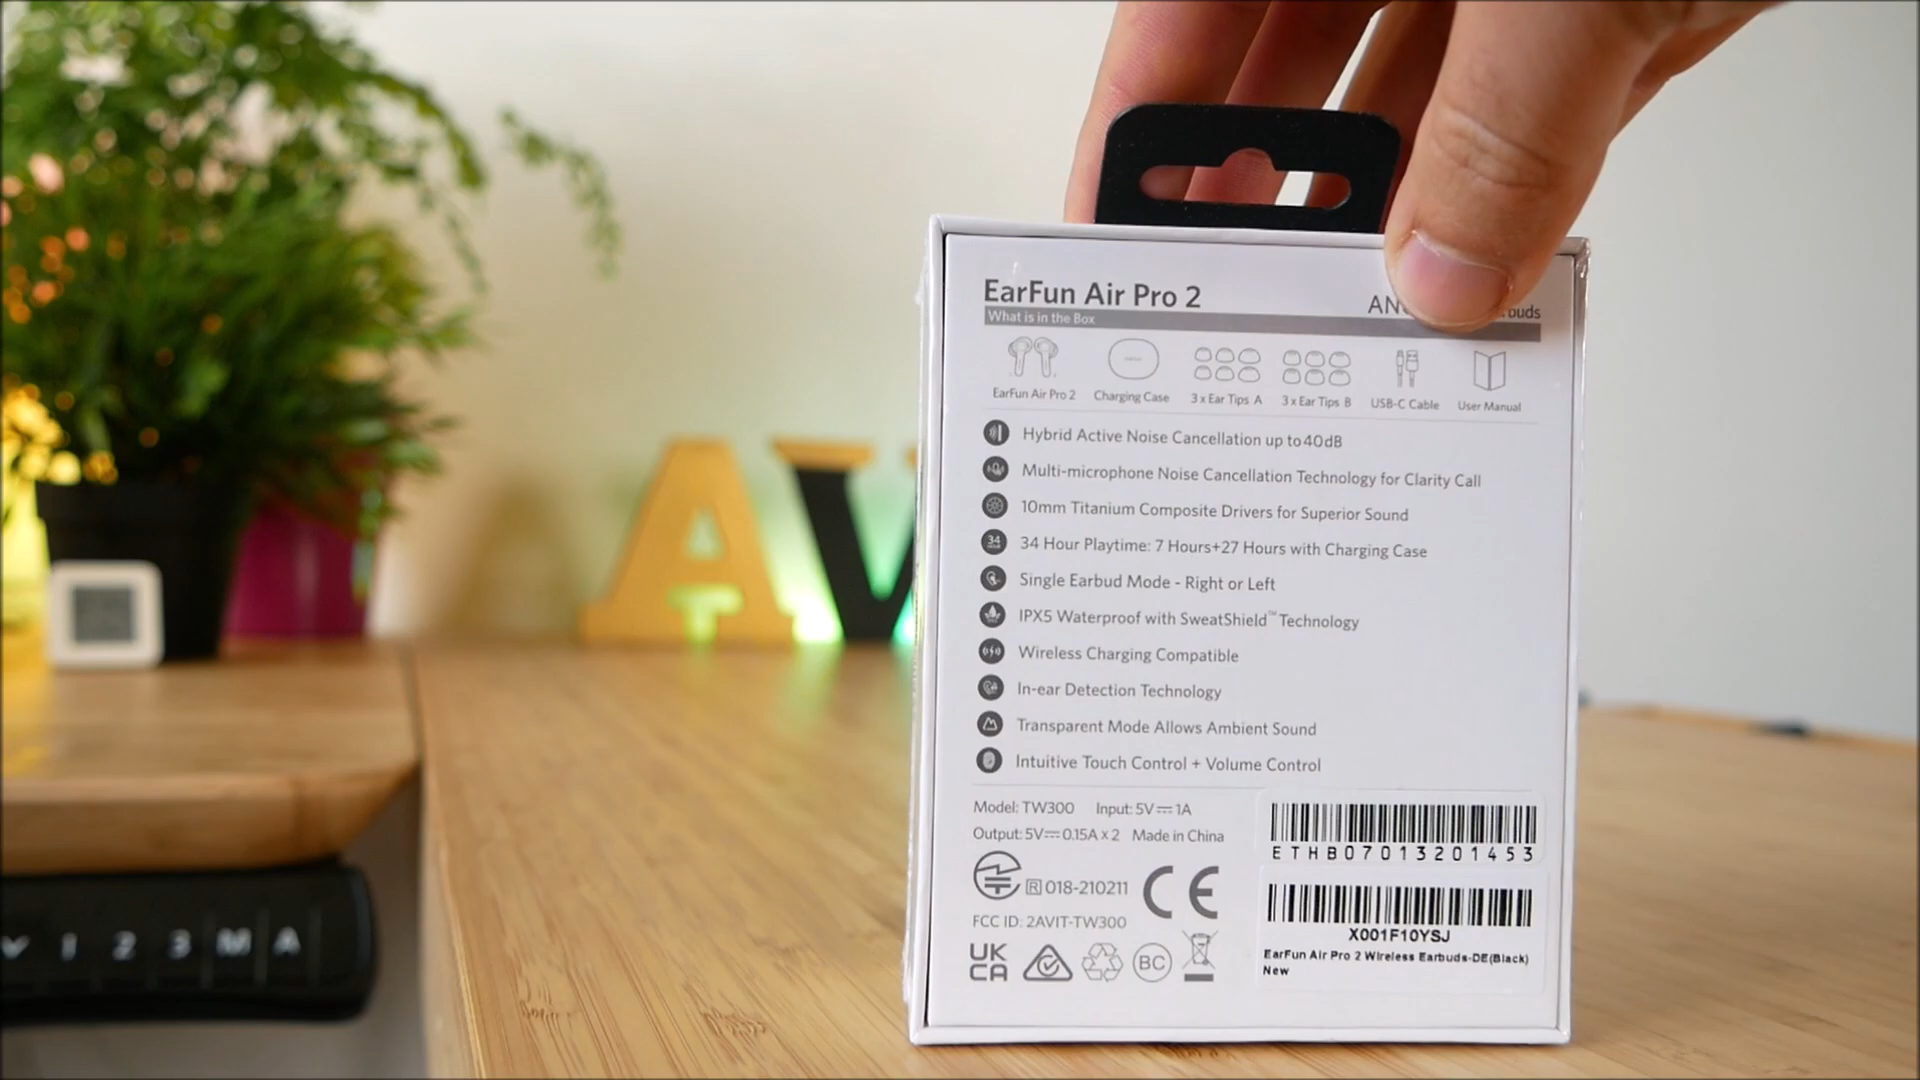 EarFun Air Pro 2
What is in the Box
EarFun Air Pro 2
Charging Case
3 x Ear Tips A
3 x Ear Tips B
USB-C Cable
User Manual
Hybrid Active Noise Cancellation up to 40dB
Multi-microphone Noise Cancellation Technology for Clarity Call
10mm Titanium Composite Drivers for Superior Sound
34 Hour Playtime: 7 Hours+27 Hours with Charging Case
Single Earbud Mode - Right or Left
IPX5 Waterproof with SweatShield™ Technology
Wireless Charging Compatible
In-ear Detection Technology
Transparent Mode Allows Ambient Sound
Intuitive Touch Control + Volume Control
Model: TW300 Input: 5V⎓1A
Output: 5V⎓0.15A x 2 Made in China
R 018-210211 CE
FCC ID: 2AVIT-TW300
UK
CA
BC
ETHB07013201453
X001F10YSJ
EarFun Air Pro 2 Wireless Earbuds-DE(Black)
New
AV
1 2 3 M A